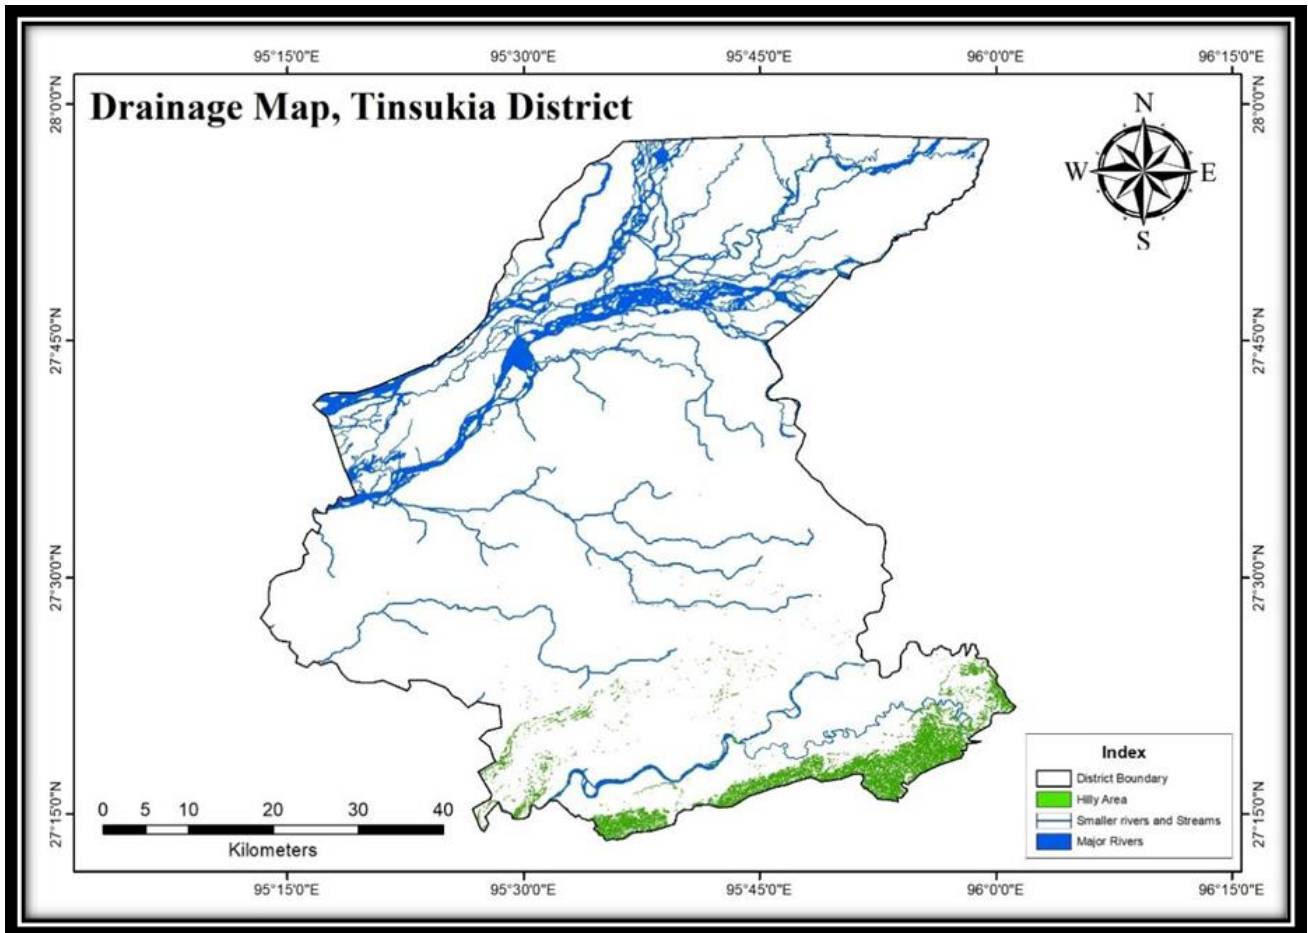 95°15'0"E 95°30'0"E 95°45'0"E 96°0'0"E 96°15'0"E
Drainage Map, Tinsukia District
N
W E
S
28°0'0"N 28°0'0"N
27°45'0"N 27°45'0"N
27°30'0"N 27°30'0"N
27°15'0"N 27°15'0"N
Index
District Boundary
Hilly Area
Smaller rivers and Streams
Major Rivers
0 5 10 20 30 40
Kilometers
95°15'0"E 95°30'0"E 95°45'0"E 96°0'0"E 96°15'0"E